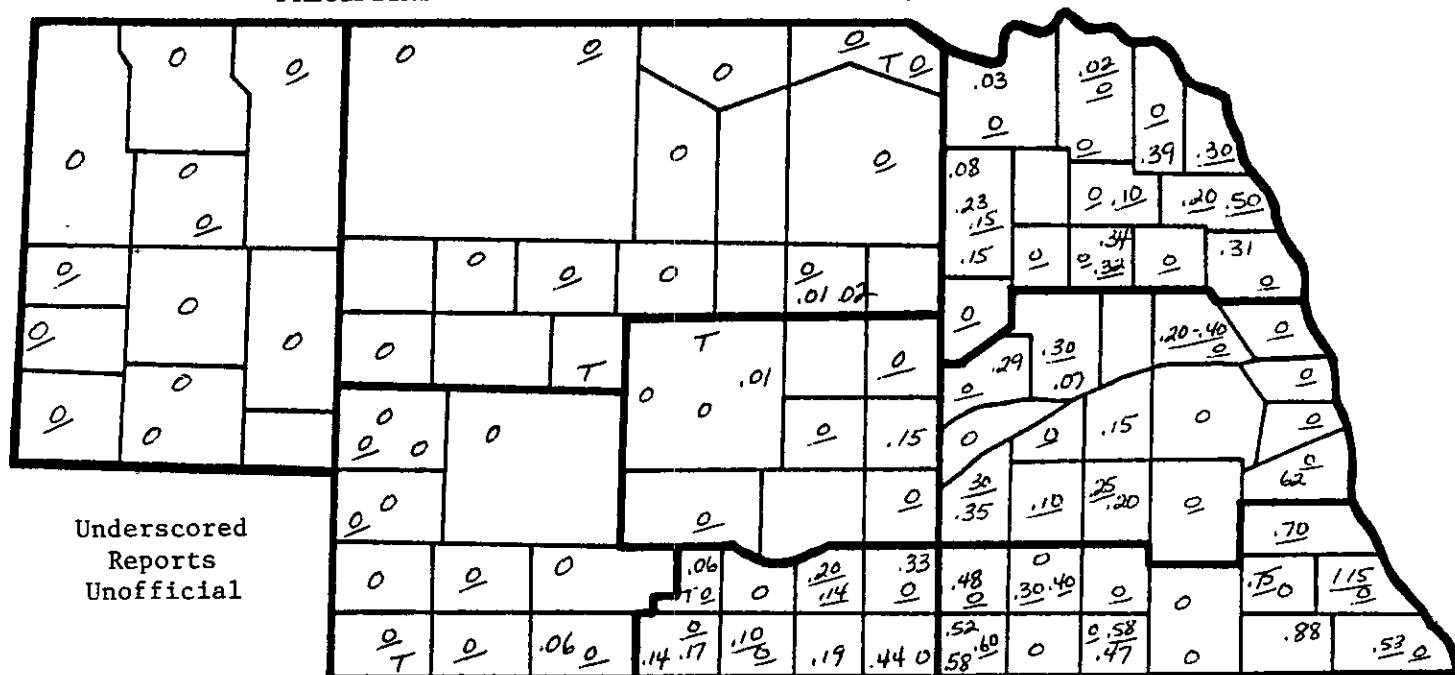 0 0 0 0 0
0 T 0
.03 .02
0
0 0 0 0 .39 .30
0 0 0 0 .08
.23 .15 0 .10 .20 .50
0 0 0 0 0 .01 02 .15 0 0 .34 .32 0 .31 0
0 0 0
0 0 T T .01 0 .29 .30 .07 .20-.40 0 0
0 0 0 0 0 0 0 0 0 0 .15 0 0 .15 0 0
0 0 0 0 .30 .35 .10 .25 .20 0 62 0
Underscored
Reports
Unofficial
.70
0 0 0 .06 T 0 0 .20 .14 .33 0 .48 0 0 .30 .40 0 0 .75 0 1.15 0
0 T 0 .06 0 .14 0 .17 .10 0 .19 .44 0 .52 .58 .60 0 0 .58 .47 0 .88 .53 0